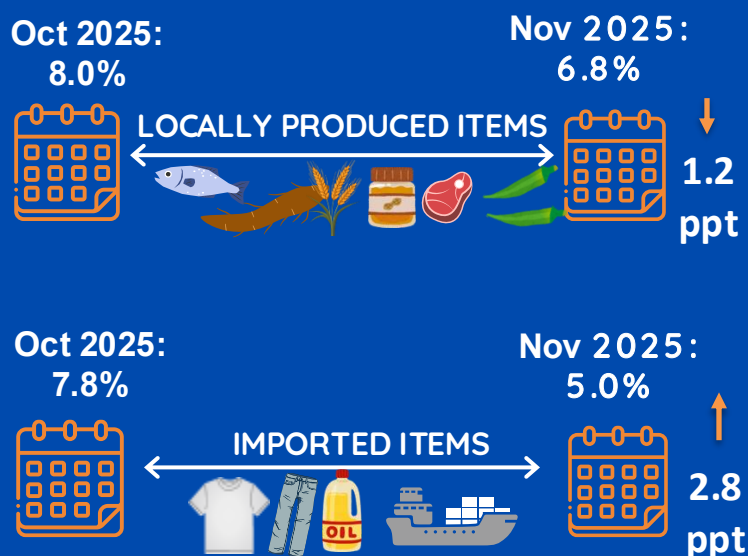 Oct 2025:
8.0%
Nov 2025:
6.8%
LOCALLY PRODUCED ITEMS
1.2
ppt
Oct 2025:
7.8%
Nov 2025:
5.0%
IMPORTED ITEMS
OIL
2.8
ppt